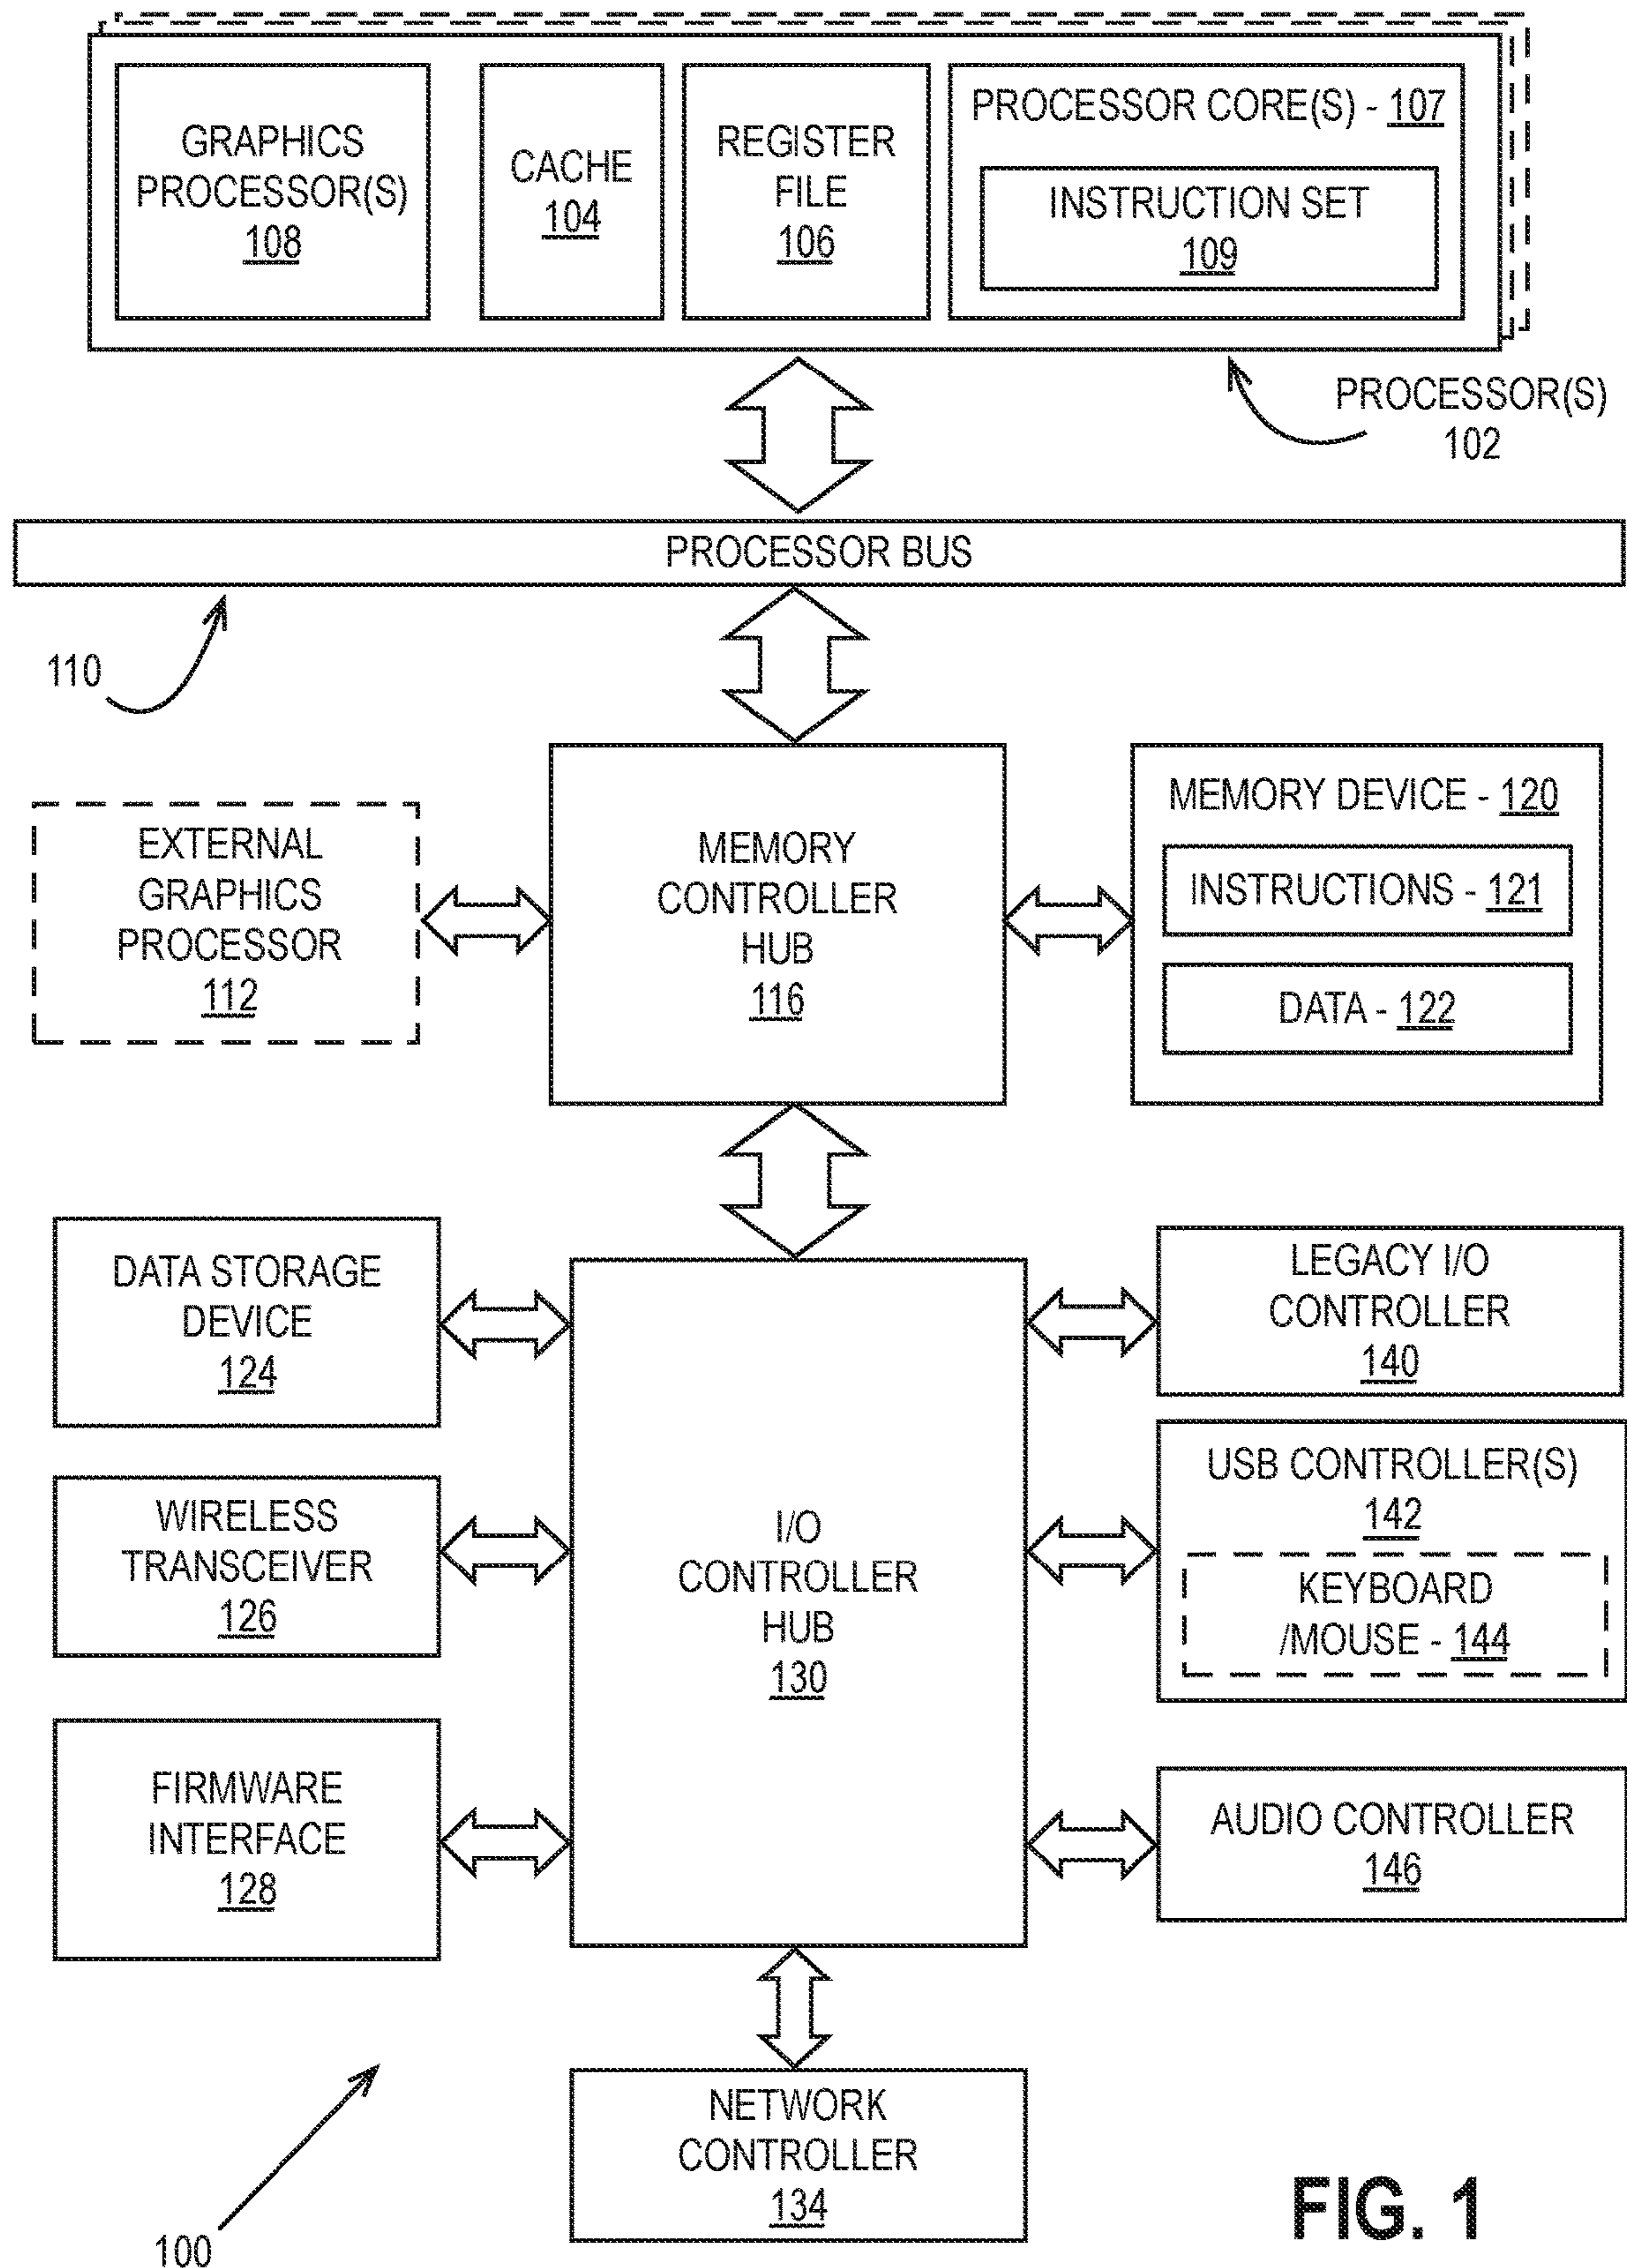 GRAPHICS
PROCESSOR(S)
108
CACHE
104
REGISTER
FILE
106
PROCESSOR CORE(S) - 107
INSTRUCTION SET
109
PROCESSOR(S)
102
PROCESSOR BUS
110
EXTERNAL
GRAPHICS
PROCESSOR
112
MEMORY
CONTROLLER
HUB
116
MEMORY DEVICE - 120
INSTRUCTIONS - 121
DATA - 122
DATA STORAGE
DEVICE
124
WIRELESS
TRANSCEIVER
126
FIRMWARE
INTERFACE
128
I/O
CONTROLLER
HUB
130
LEGACY I/O
CONTROLLER
140
USB CONTROLLER(S)
142
KEYBOARD
/MOUSE - 144
AUDIO CONTROLLER
146
NETWORK
CONTROLLER
134
100
FIG. 1